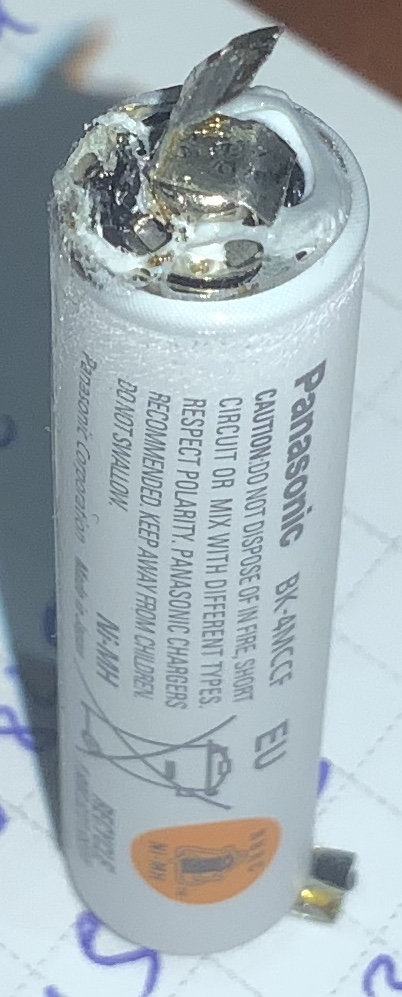 Panasonic BK-4MCCF EU
CAUTION:DO NOT DISPOSE OF IN FIRE, SHORT
CIRCUIT OR MIX WITH DIFFERENT TYPES.
RESPECT POLARITY. PANASONIC CHARGERS
RECOMMENDED. KEEP AWAY FROM CHILDREN.
DO NOT SWALLOW.
Ni-MH
Panasonic Corporation Made in Japan
RECYCLE
RBRC
Ni-MH